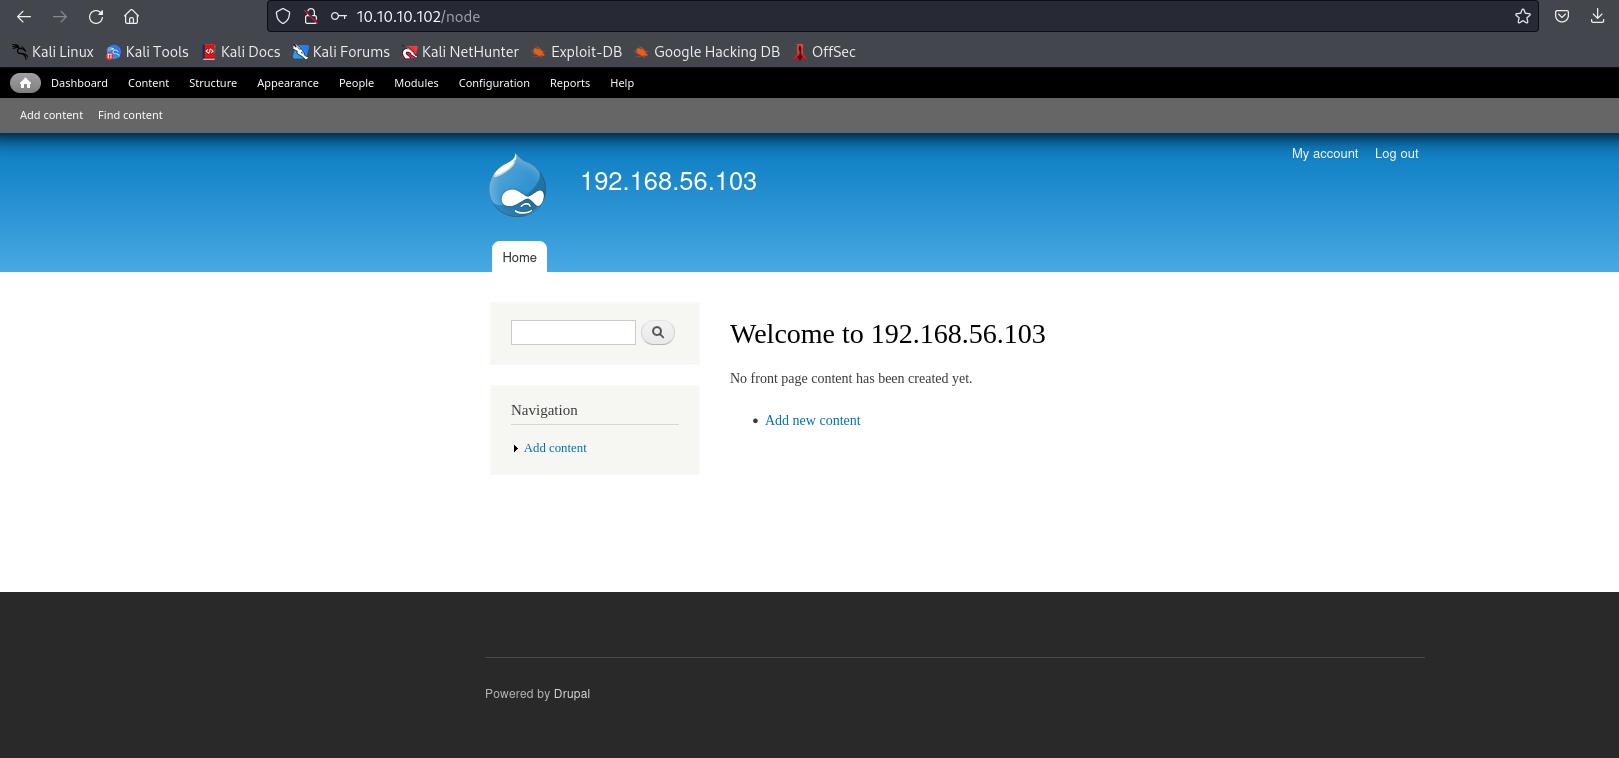 10.10.10.102/node
Kali Linux Kali Tools Kali Docs Kali Forums Kali NetHunter Exploit-DB Google Hacking DB OffSec
Dashboard Content Structure Appearance People Modules Configuration Reports Help
Add content Find content
My account Log out
192.168.56.103
Home
Welcome to 192.168.56.103
No front page content has been created yet.
Add new content
Navigation
Add content
Powered by Drupal